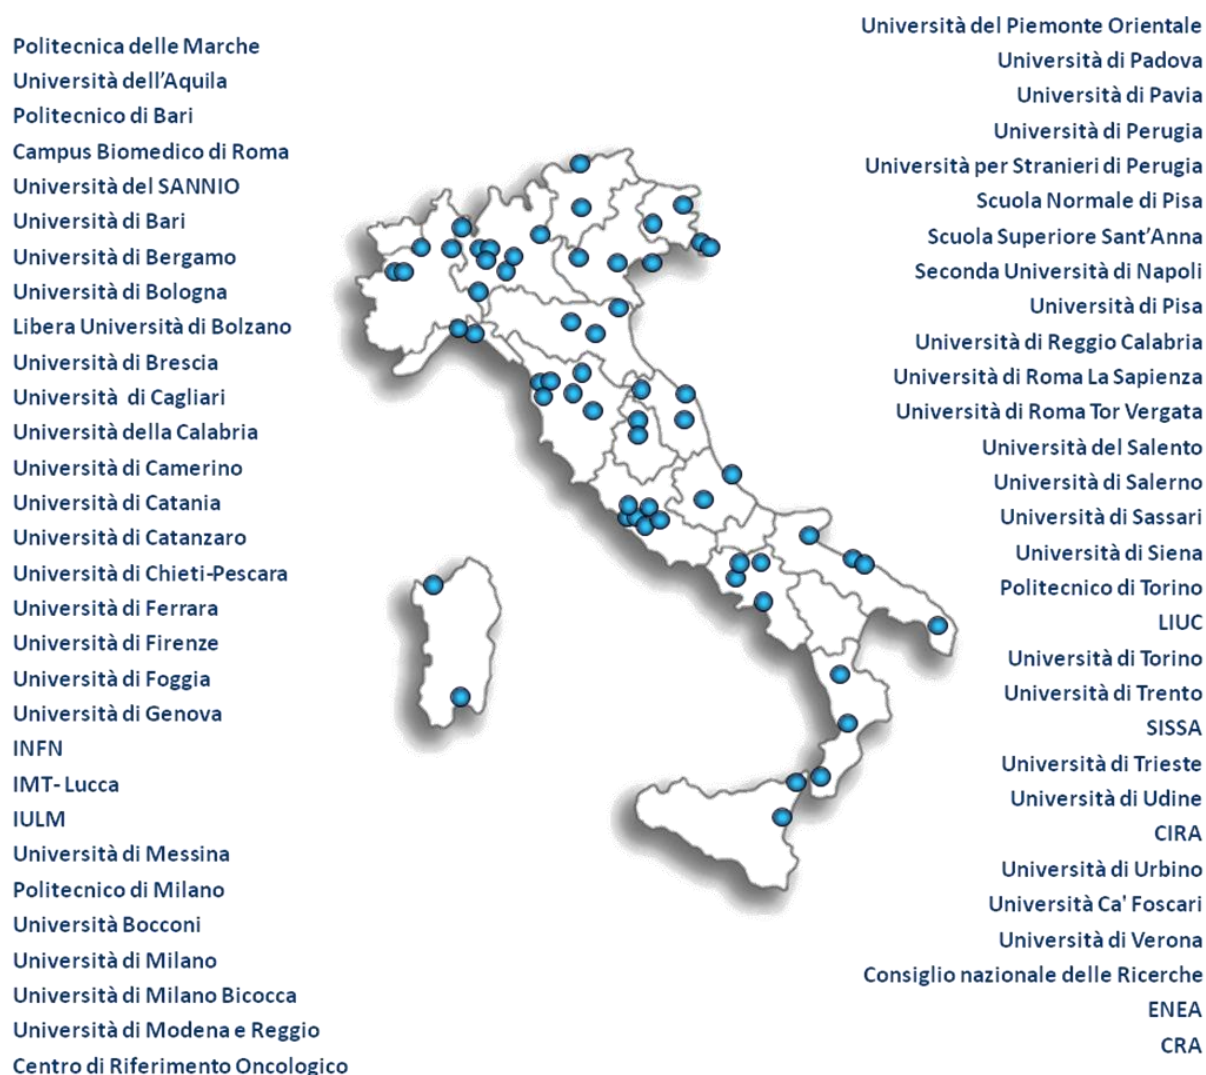 Politecnica delle Marche
Università dell’Aquila
Politecnico di Bari
Campus Biomedico di Roma
Università del SANNIO
Università di Bari
Università di Bergamo
Università di Bologna
Libera Università di Bolzano
Università di Brescia
Università di Cagliari
Università della Calabria
Università di Camerino
Università di Catania
Università di Catanzaro
Università di Chieti-Pescara
Università di Ferrara
Università di Firenze
Università di Foggia
Università di Genova
INFN
IMT- Lucca
IULM
Università di Messina
Politecnico di Milano
Università Bocconi
Università di Milano
Università di Milano Bicocca
Università di Modena e Reggio
Centro di Riferimento Oncologico
Università del Piemonte Orientale
Università di Padova
Università di Pavia
Università di Perugia
Università per Stranieri di Perugia
Scuola Normale di Pisa
Scuola Superiore Sant’Anna
Seconda Università di Napoli
Università di Pisa
Università di Reggio Calabria
Università di Roma La Sapienza
Università di Roma Tor Vergata
Università del Salento
Università di Salerno
Università di Sassari
Università di Siena
Politecnico di Torino
LIUC
Università di Torino
Università di Trento
SISSA
Università di Trieste
Università di Udine
CIRA
Università di Urbino
Università Ca' Foscari
Università di Verona
Consiglio nazionale delle Ricerche
ENEA
CRA